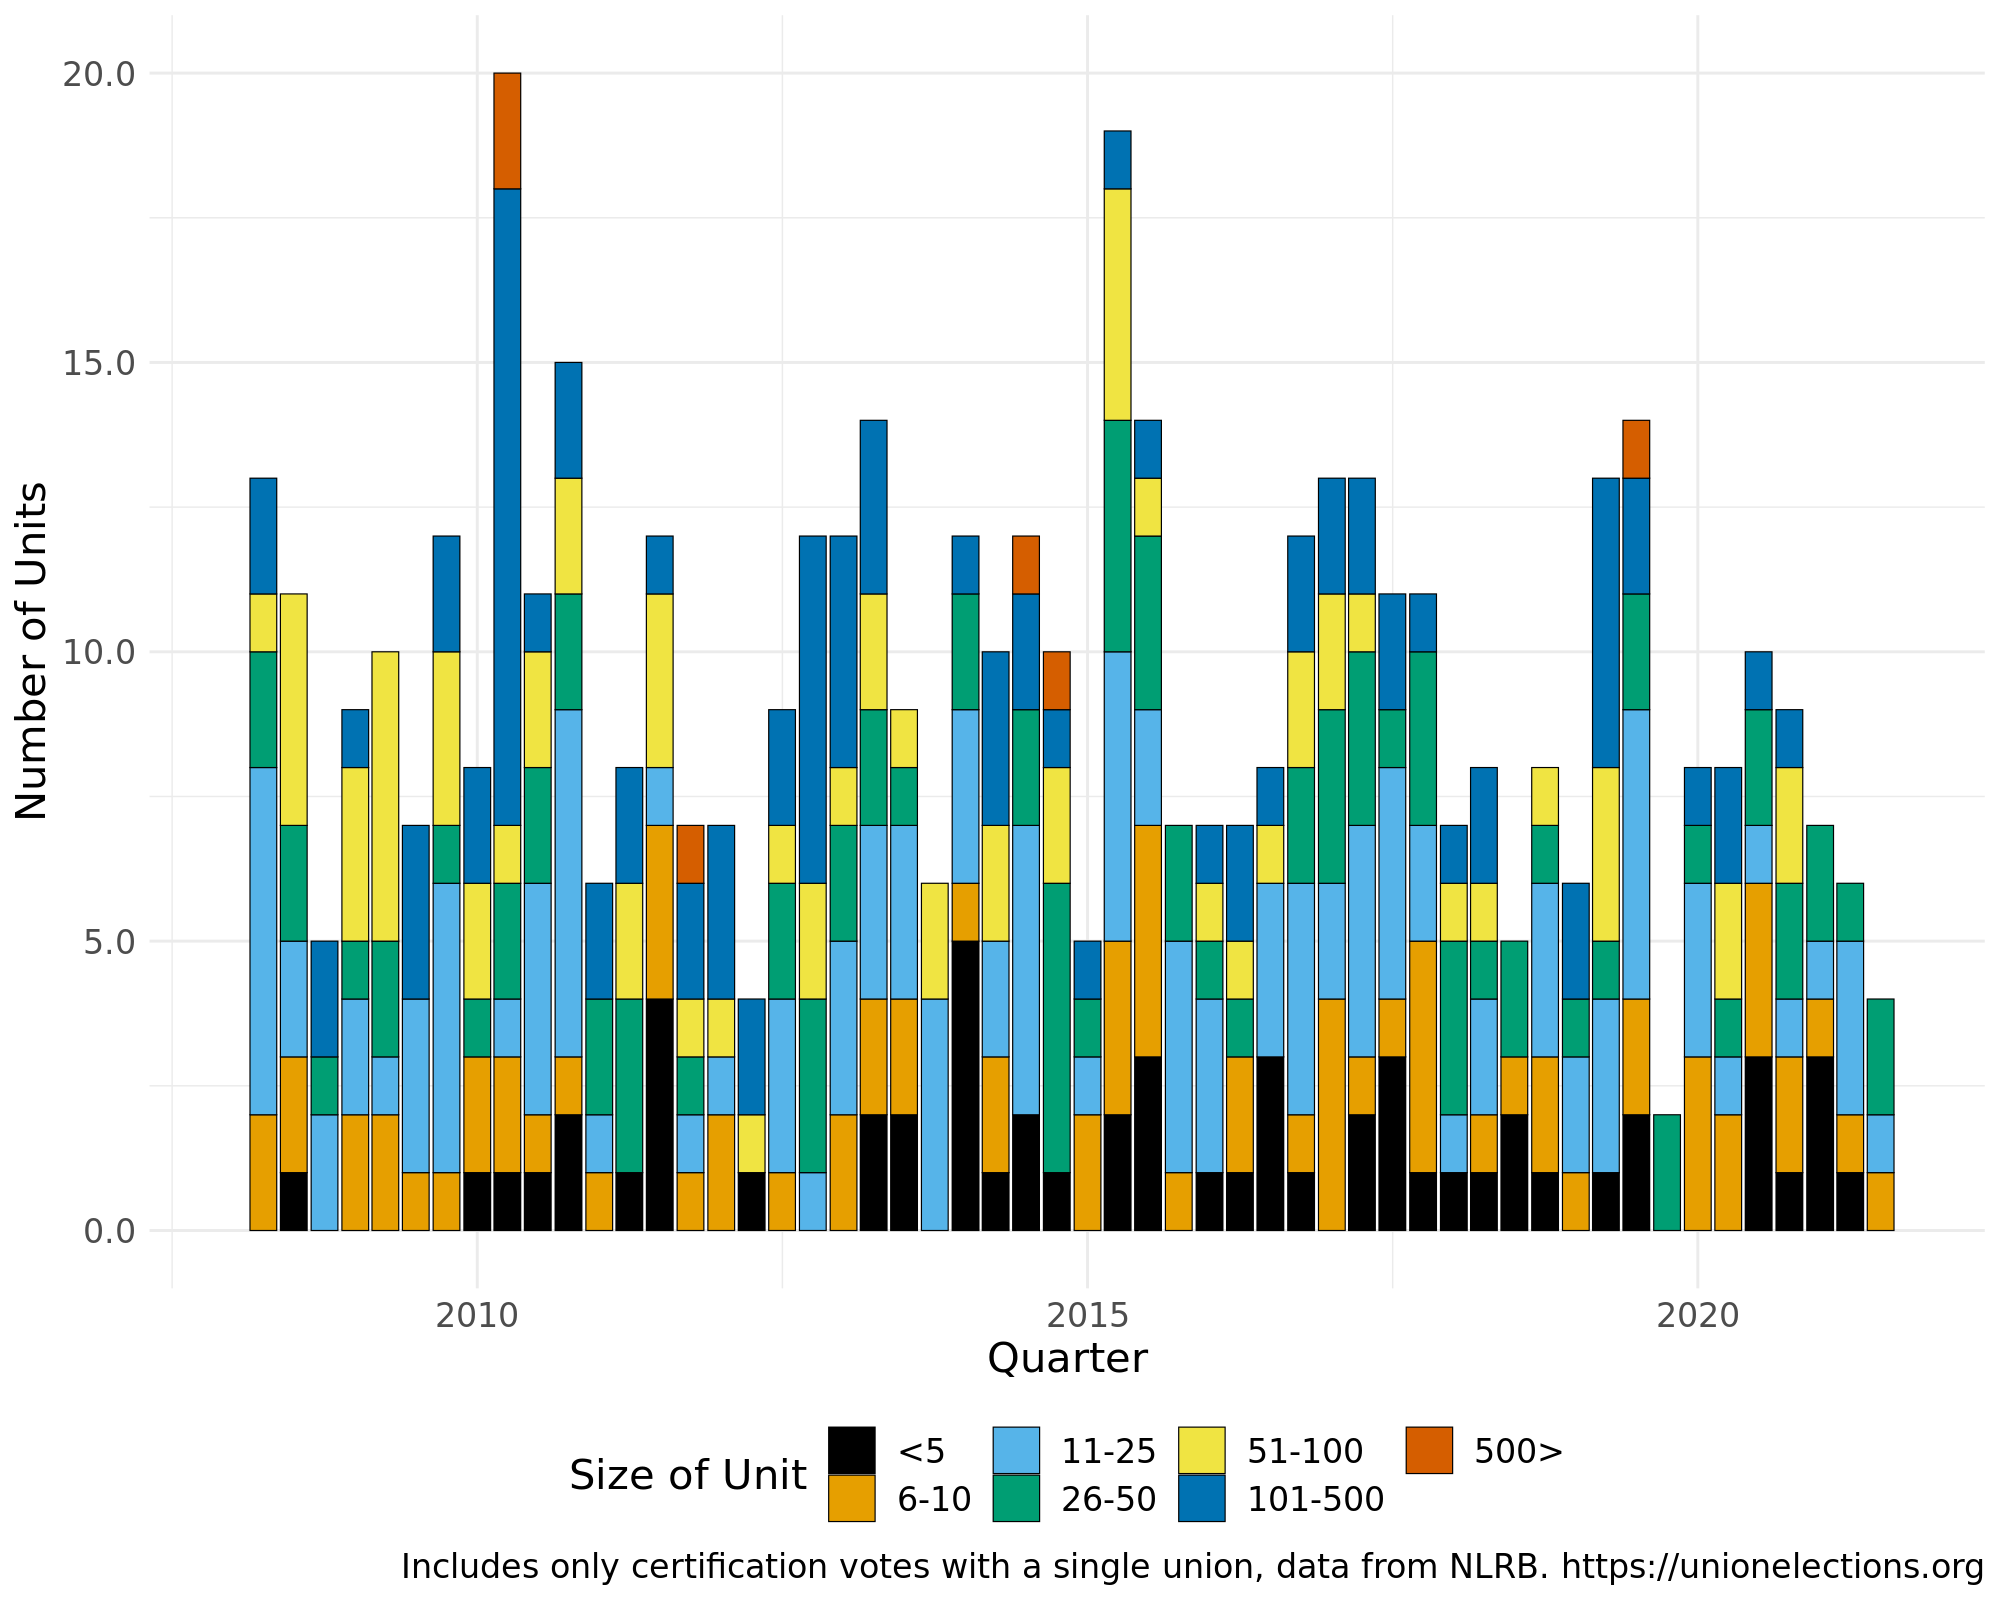 20.0
15.0
10.0
5.0
0.0
Number of Units
2010 2015 2020
Quarter
Size of Unit
<5 11-25 51-100 500>
6-10 26-50 101-500
Includes only certification votes with a single union, data from NLRB. https://unionelections.org